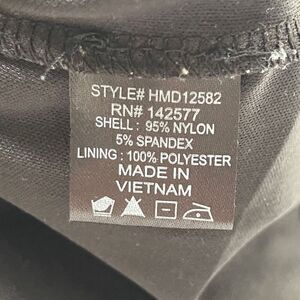 STYLE# HMD12582
RN# 142577
SHELL: 95% NYLON
5% SPANDEX
LINING: 100% POLYESTER
MADE IN
VIETNAM